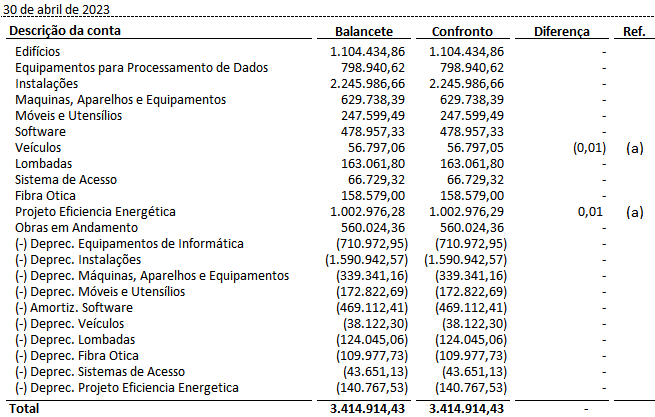 30 de abril de 2023
Descrição da conta Balancete Confronto Diferença Ref.
Edifícios 1.104.434,86 1.104.434,86 -
Equipamentos para Processamento de Dados 798.940,62 798.940,62 -
Instalações 2.245.986,66 2.245.986,66 -
Maquinas, Aparelhos e Equipamentos 629.738,39 629.738,39 -
Móveis e Utensílios 247.599,49 247.599,49 -
Software 478.957,33 478.957,33 -
Veículos 56.797,06 56.797,05 (0,01) (a)
Lombadas 163.061,80 163.061,80 -
Sistema de Acesso 66.729,32 66.729,32 -
Fibra Otica 158.579,00 158.579,00 -
Projeto Eficiencia Energética 1.002.976,28 1.002.976,29 0,01 (a)
Obras em Andamento 560.024,36 560.024,36 -
(-) Deprec. Equipamentos de Informática (710.972,95) (710.972,95) -
(-) Deprec. Instalações (1.590.942,57) (1.590.942,57) -
(-) Deprec. Máquinas, Aparelhos e Equipamentos (339.341,16) (339.341,16) -
(-) Deprec. Móveis e Utensílios (172.822,69) (172.822,69) -
(-) Amortiz. Software (469.112,41) (469.112,41) -
(-) Deprec. Veículos (38.122,30) (38.122,30) -
(-) Deprec. Lombadas (124.045,06) (124.045,06) -
(-) Deprec. Fibra Otica (109.977,73) (109.977,73) -
(-) Deprec. Sistemas de Acesso (43.651,13) (43.651,13) -
(-) Deprec. Projeto Eficiencia Energetica (140.767,53) (140.767,53) -
Total 3.414.914,43 3.414.914,43 -